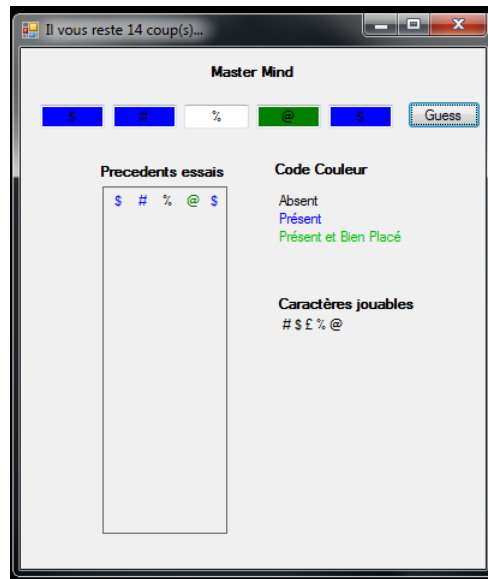 Il vous reste 14 coup(s)...
Master Mind
$ # % @ $ Guess
Precedents essais
$ # % @ $
Code Couleur
Absent
Présent
Présent et Bien Placé
Caractères jouables
# $ £ % @